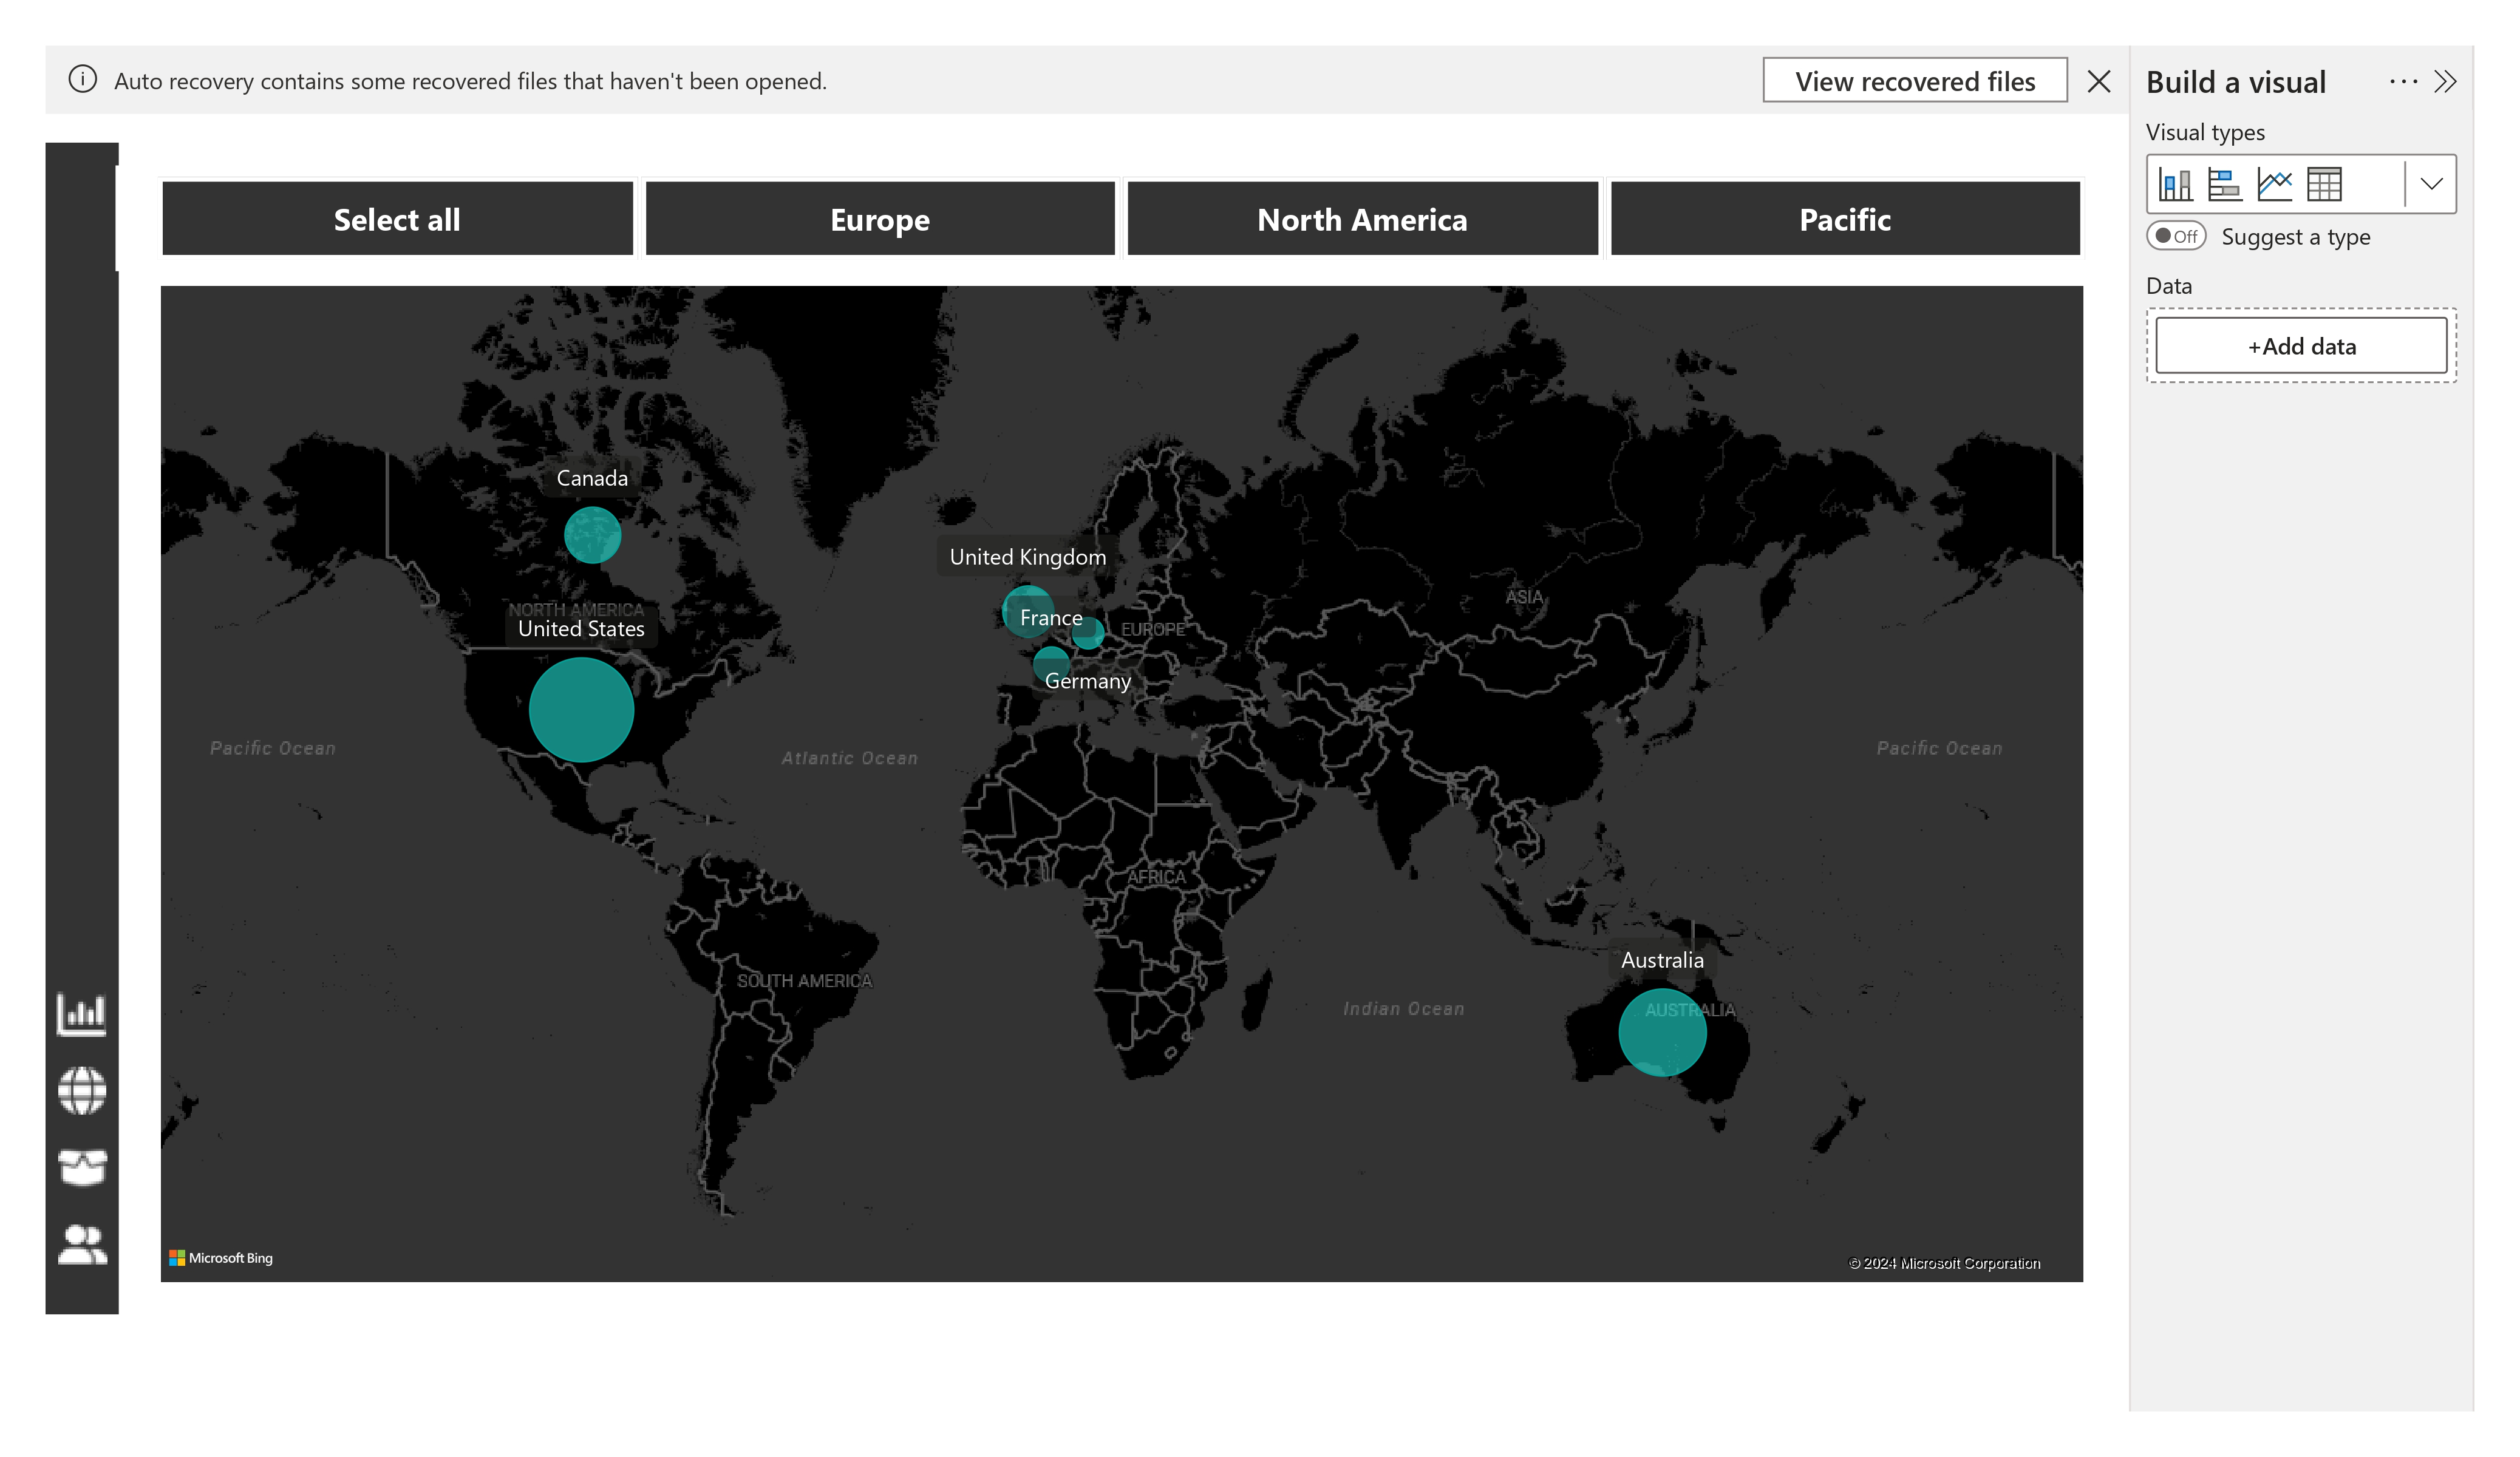 Auto recovery contains some recovered files that haven't been opened.
View recovered files
Build a visual
Visual types
Off
Suggest a type
Data
+Add data
Select all
Europe
North America
Pacific
Canada
United Kingdom
NORTH AMERICA
United States
France
EUROPE
ASIA
Germany
Pacific Ocean
Atlantic Ocean
Pacific Ocean
AFRICA
SOUTH AMERICA
Australia
Indian Ocean
AUSTRALIA
Microsoft Bing
© 2024 Microsoft Corporation